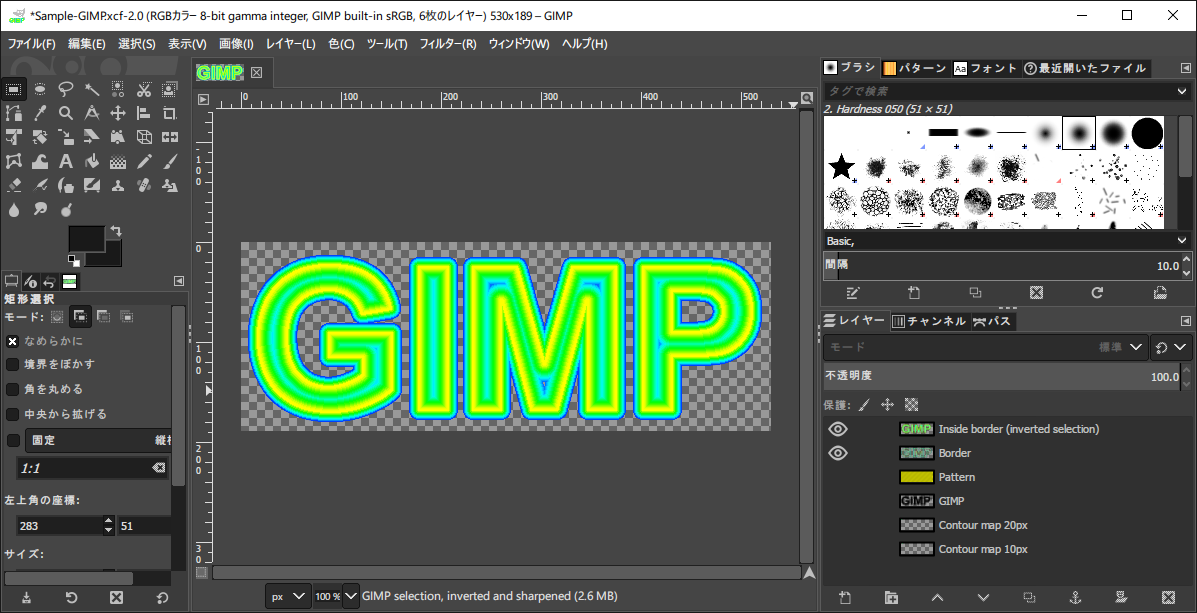 *Sample-GIMP.xcf-2.0 (RGBカラー 8-bit gamma integer, GIMP built-in sRGB, 6枚のレイヤー) 530x189 – GIMP
ファイル(F) 編集(E) 選択(S) 表示(V) 画像(I) レイヤー(L) 色(C) ツール(T) フィルター(R) ウィンドウ(W) ヘルプ(H)
GIMP
0 100 200 300 400 500
0
100
200
300
100
GIMP
矩形選択
モード:
なめらかに
境界をぼかす
角を丸める
中央から拡げる
固定 縦横
1:1
左上角の座標:
283 51
サイズ:
px 100 % GIMP selection, inverted and sharpened (2.6 MB)
ブラシ パターン Aa フォント 最近開いたファイル
タグで検索
2. Hardness 050 (51 × 51)
Basic,
間隔 10.0
レイヤー チャンネル パス
モード 標準
不透明度 100.0
保護:
GIMP Inside border (inverted selection)
Border
Pattern
GIMP GIMP
Contour map 20px
Contour map 10px